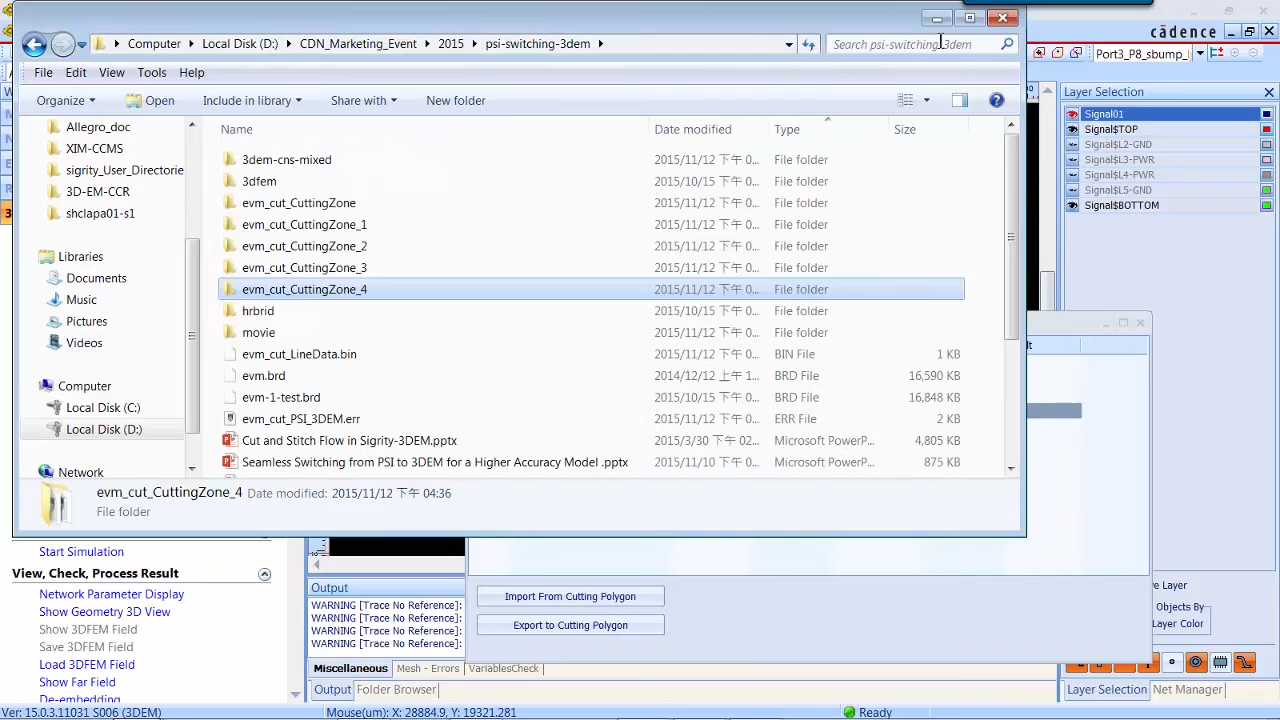 Computer ▸ Local Disk (D:) ▸ CDN_Marketing_Event ▸ 2015 ▸ psi-switching-3dem ▸
Search psi-switching-3dem
cādence
File Edit View Tools Help
Port3_P8_sbump_
Organize Open Include in library Share with New folder
Layer Selection
Allegro_doc
XIM-CCMS
sigrity_User_Directorie
3D-EM-CCR
shclapa01-s1
Libraries
Documents
Music
Pictures
Videos
Computer
Local Disk (C:)
Local Disk (D:)
Network
Name Date modified Type Size
3dem-cns-mixed 2015/11/12 下午 0... File folder
3dfem 2015/10/15 下午 0... File folder
evm_cut_CuttingZone 2015/11/12 下午 0... File folder
evm_cut_CuttingZone_1 2015/11/12 下午 0... File folder
evm_cut_CuttingZone_2 2015/11/12 下午 0... File folder
evm_cut_CuttingZone_3 2015/11/12 下午 0... File folder
evm_cut_CuttingZone_4 2015/11/12 下午 0... File folder
hrbrid 2015/10/15 下午 0... File folder
movie 2015/11/12 下午 0... File folder
evm_cut_LineData.bin 2015/11/12 下午 0... BIN File 1 KB
evm.brd 2014/12/12 上午 1... BRD File 16,590 KB
evm-1-test.brd 2015/10/15 下午 0... BRD File 16,848 KB
evm_cut_PSI_3DEM.err 2015/11/12 下午 0... ERR File 2 KB
Cut and Stitch Flow in Sigrity-3DEM.pptx 2015/3/30 下午 02... Microsoft PowerP... 4,805 KB
Seamless Switching from PSI to 3DEM for a Higher Accuracy Model .pptx 2015/11/10 下午 0... Microsoft PowerP... 875 KB
evm_cut_CuttingZone_4 Date modified: 2015/11/12 下午 04:36
File folder
Signal01
Signal$TOP
Signal$L2-GND
Signal$L3-PWR
Signal$L4-PWR
Signal$L5-GND
Signal$BOTTOM
Start Simulation
View, Check, Process Result
Network Parameter Display
Show Geometry 3D View
Show 3DFEM Field
Save 3DFEM Field
Load 3DFEM Field
Show Far Field
De-embedding
Output
WARNING [Trace No Reference]:
WARNING [Trace No Reference]:
WARNING [Trace No Reference]:
WARNING [Trace No Reference]:
Import From Cutting Polygon
Export to Cutting Polygon
Layer
Objects By
Layer Color
Miscellaneous Mesh - Errors VariablesCheck
Output Folder Browser
Layer Selection Net Manager
Ver: 15.0.3.11031 S006 (3DEM) Mouse(um): X: 28884.9, Y: 19321.281 Ready